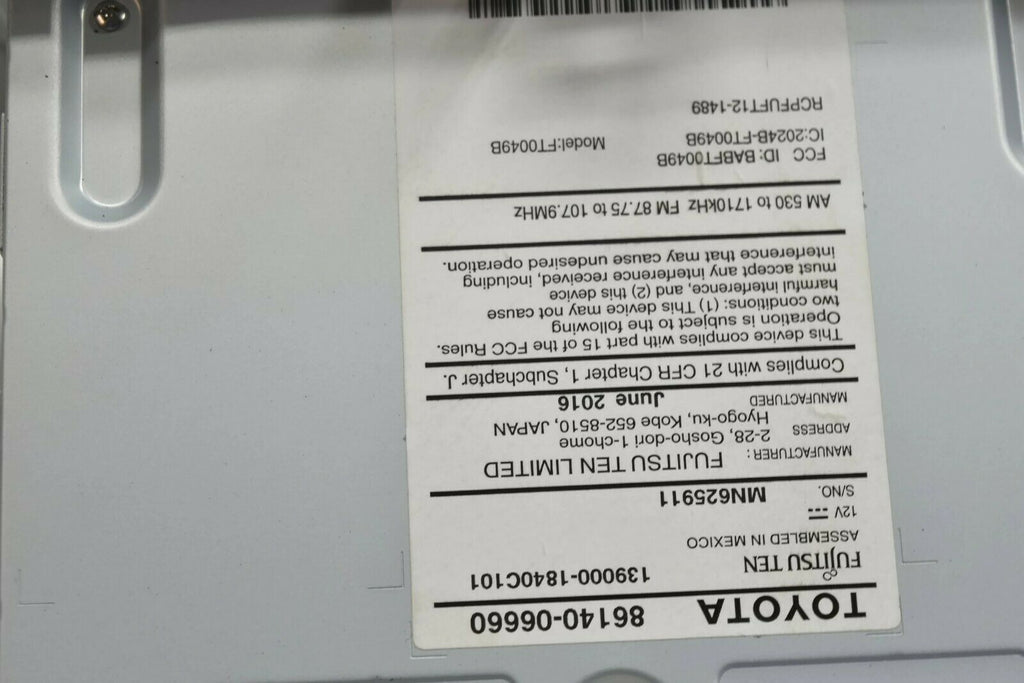 TOYOTA 86140-06660
FUJITSU TEN 139000-1840C101
ASSEMBLED IN MEXICO
12V
S/NO. MN625911
MANUFACTURER: FUJITSU TEN LIMITED
ADDRESS 2-28, Gosho-dori 1-chome
Hyogo-ku, Kobe 652-8510, JAPAN
MANUFACTURED June 2016
Complies with 21 CFR Chapter 1, Subchapter J.
This device complies with part 15 of the FCC Rules.
Operation is subject to the following
two conditions: (1) This device may not cause
harmful interference, and (2) this device
must accept any interference received, including
interference that may cause undesired operation.
AM 530 to 1710kHz FM 87.75 to 107.9MHz
FCC ID: BABFT0049B
IC:2024B-FT0049B Model:FT0049B
RCPFUFT12-1489